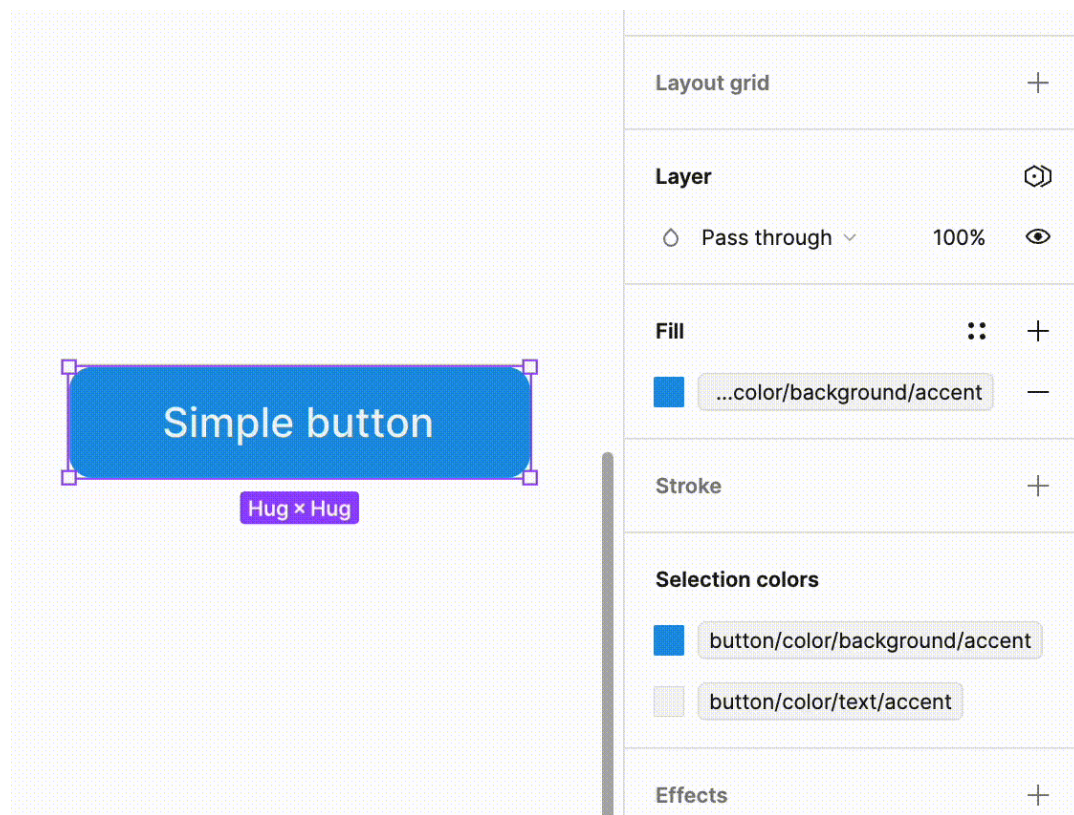 Simple button
Hug × Hug
Layout grid
Layer
Pass through 100%
Fill
...color/background/accent
Stroke
Selection colors
button/color/background/accent
button/color/text/accent
Effects